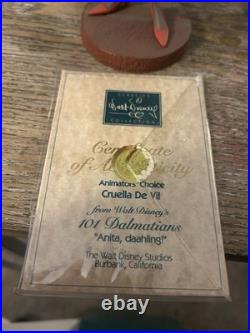 CLASSICS
Walt Disney
COLLECTION
Certificate
of Authenticity
Animators' Choice
Cruella De Vil
from Walt Disney's
101 Dalmatians
"Anita, daahling!"
The Walt Disney Studios
Burbank, California